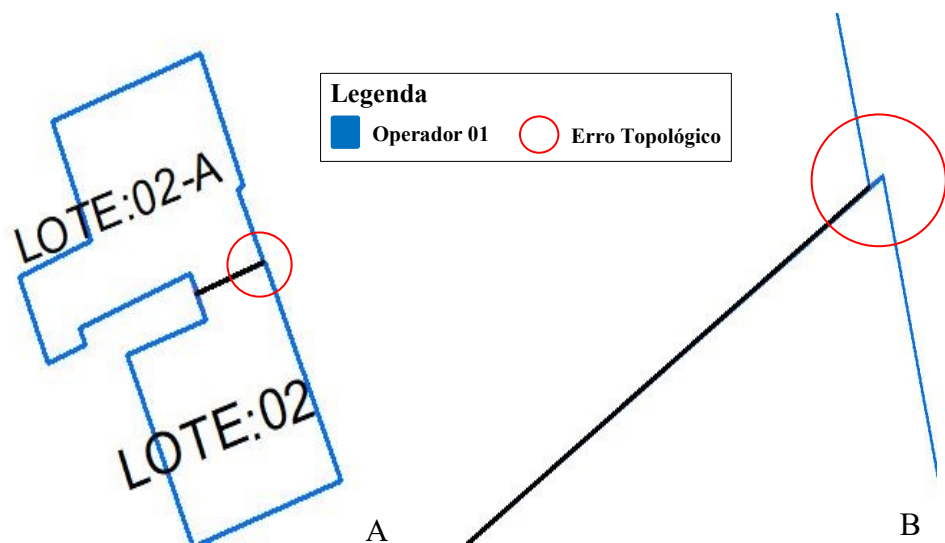 Legenda
Operador 01
Erro Topológico
LOTE:02-A
LOTE:02
A
B